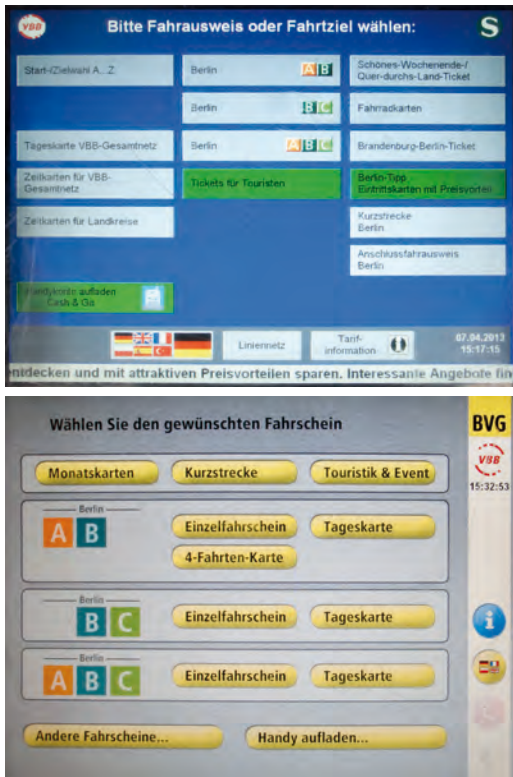 VBB
Bitte Fahrausweis oder Fahrtziel wählen:
S
Start-/Zielwahl A...Z
Berlin A B
Schönes-Wochenende-/
Quer-durchs-Land-Ticket
Berlin B C
Fahrradkarten
Tageskarte VBB-Gesamtnetz
Berlin A B C
Brandenburg-Berlin-Ticket
Zeitkarten für VBB-
Gesamtnetz
Tickets für Touristen
Berlin-Tipp
Eintrittskarten mit Preisvorteil
Zeitkarten für Landkreise
Kurzstrecke
Berlin
Anschlussfahrausweis
Berlin
Handykonto aufladen
Cash & Go
Liniennetz
Tarif-
information
07.04.2013
15:17:15
entdecken und mit attraktiven Preisvorteilen sparen. Interessante Angebote fin
Wählen Sie den gewünschten Fahrschein
BVG
VBB
15:32:53
Monatskarten
Kurzstrecke
Touristik & Event
Berlin
A B
Einzelfahrschein
Tageskarte
4-Fahrten-Karte
Berlin
B C
Einzelfahrschein
Tageskarte
Berlin
A B C
Einzelfahrschein
Tageskarte
Andere Fahrscheine...
Handy aufladen...